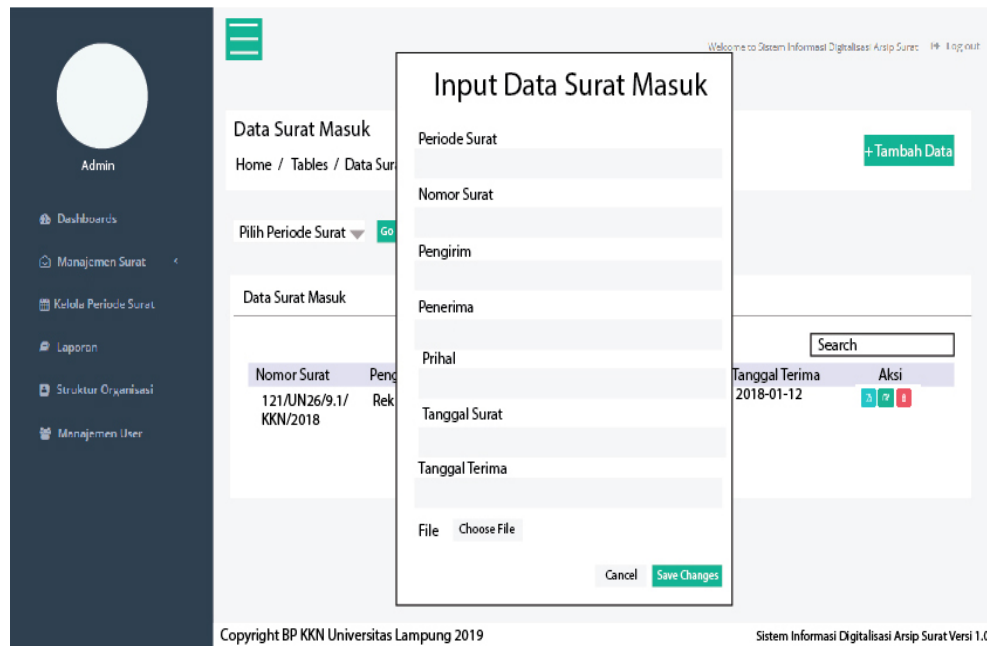 Welcome to Sistem Informasi Digitalisasi Arsip Surat Log out
Admin
Dashboards
Manajemen Surat
Kelola Periode Surat
Laporan
Struktur Organisasi
Manajemen User
Data Surat Masuk
Home / Tables / Data Sur
+Tambah Data
Pilih Periode Surat Go
Data Surat Masuk
Search
Nomor Surat Peng Tanggal Terima Aksi
121/UN26/9.1/ Rek 2018-01-12
KKN/2018
Input Data Surat Masuk
Periode Surat
Nomor Surat
Pengirim
Penerima
Prihal
Tanggal Surat
Tanggal Terima
File Choose File
Cancel Save Changes
Copyright BP KKN Universitas Lampung 2019
Sistem Informasi Digitalisasi Arsip Surat Versi 1.0